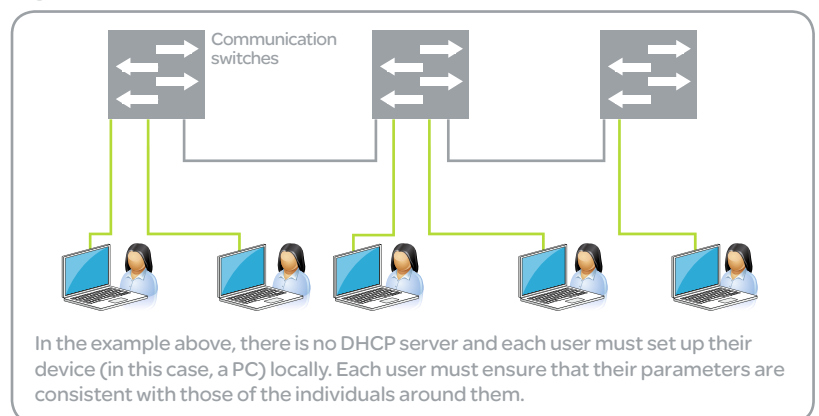 Communication
switches
In the example above, there is no DHCP server and each user must set up their
device (in this case, a PC) locally. Each user must ensure that their parameters are
consistent with those of the individuals around them.